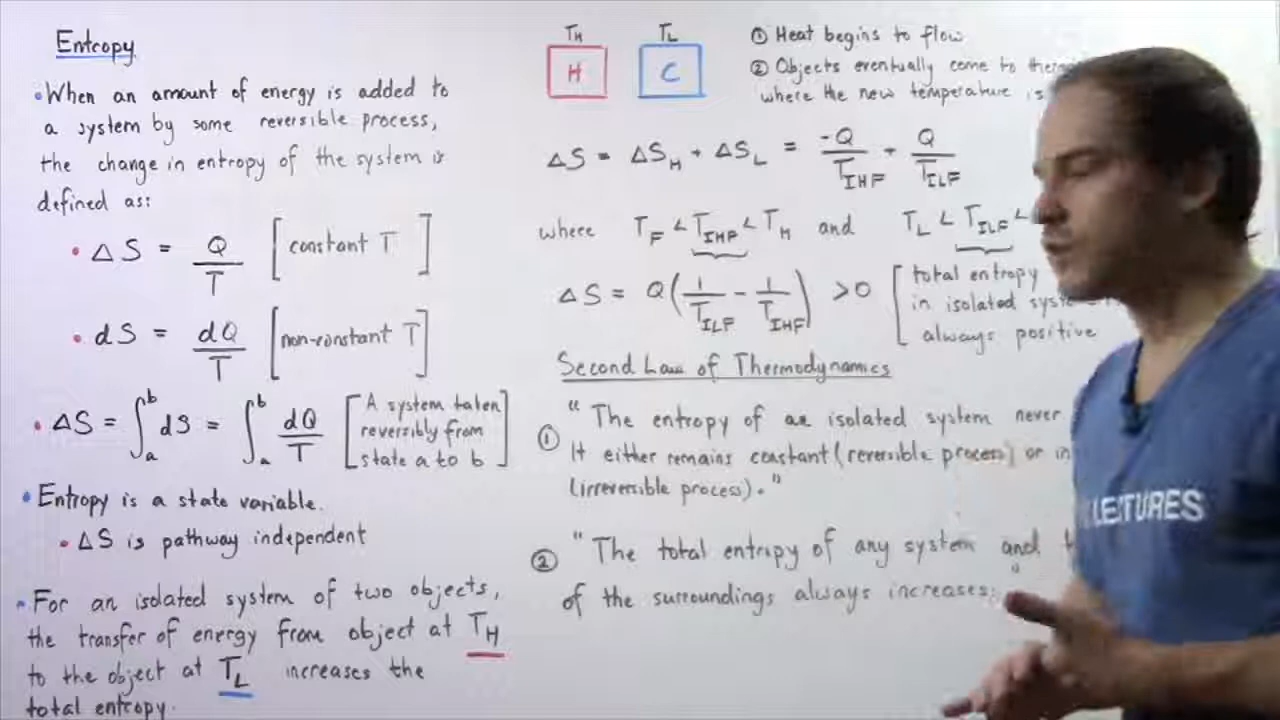 Entropy
• When an amount of energy is added to
a system by some reversible process,
the change in entropy of the system is
defined as:
• ΔS = Q/T [constant T]
• dS = dQ/T [non-constant T]
• ΔS = ∫_a^b dS = ∫_a^b dQ/T [A system taken
reversibly from
state a to b]
• Entropy is a state variable.
• ΔS is pathway independent
• For an isolated system of two objects,
the transfer of energy from object at T_H
to the object at T_L increases the
total entropy.
T_H T_L
H C
① Heat begins to flow
② Objects eventually come to
where the new temperature is
ΔS = ΔS_H + ΔS_L = -Q/T_IHF + Q/T_ILF
where T_F < T_IHF < T_H and T_L < T_ILF <
ΔS = Q(1/T_ILF - 1/T_IHF) > 0 [total entropy
in isolated
always positive
Second Law of Thermodynamics
① "The entropy of an isolated system never
It either remains constant (reversible process) or
(irreversible process)."
② "The total entropy of any system and
of the surroundings always increases."
LECTURES